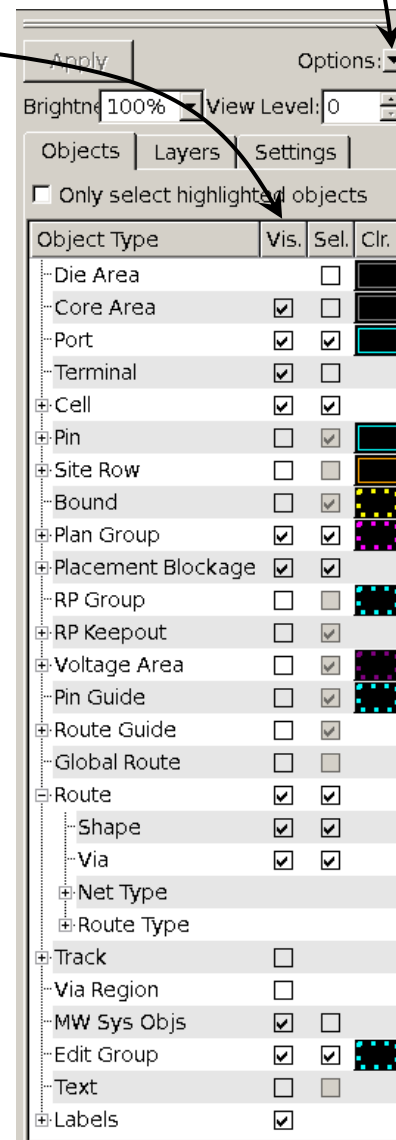 Apply Options:
Brightne 100% View Level: 0
Objects Layers Settings
Only select highlighted objects
Object Type Vis. Sel. Clr.
Die Area
Core Area
Port
Terminal
Cell
Pin
Site Row
Bound
Plan Group
Placement Blockage
RP Group
RP Keepout
Voltage Area
Pin Guide
Route Guide
Global Route
Route
Shape
Via
Net Type
Route Type
Track
Via Region
MW Sys Objs
Edit Group
Text
Labels